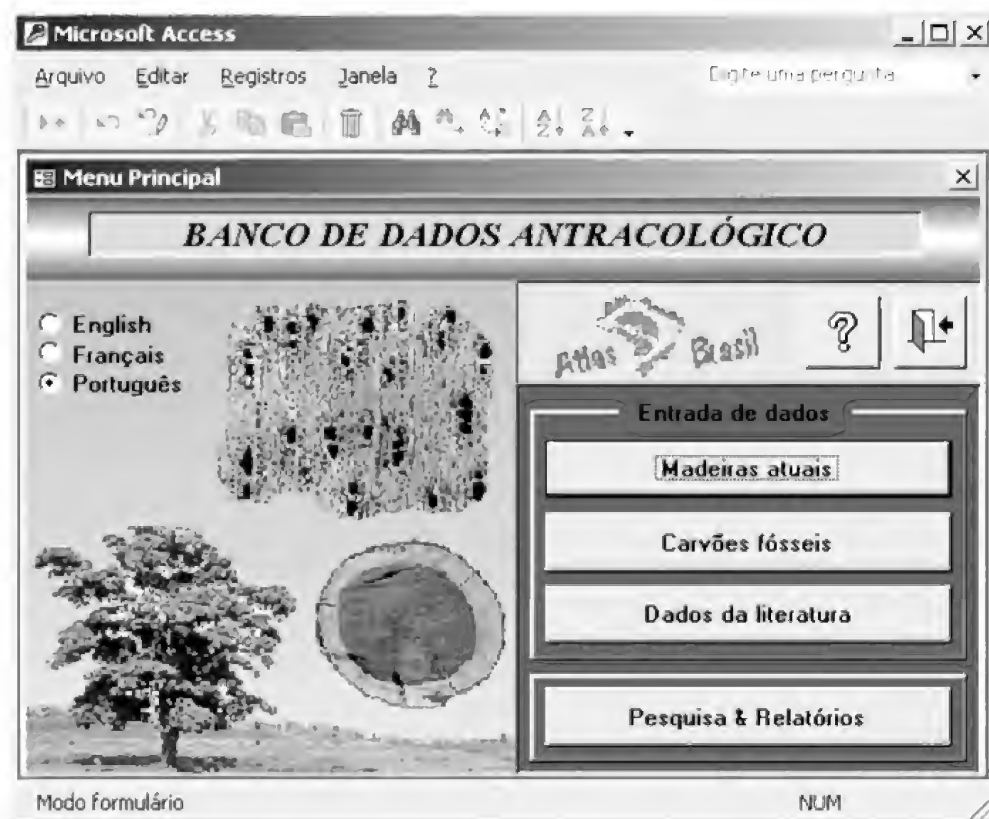 Microsoft Access
Arquivo Editar Registros Janela ? Digite uma pergunta
Menu Principal
BANCO DE DADOS ANTRACOLÓGICO
English
Français
Português
Atlas Brasil
?
Entrada de dados
Madeiras atuais
Carvões fósseis
Dados da literatura
Pesquisa & Relatórios
Modo formulário NUM